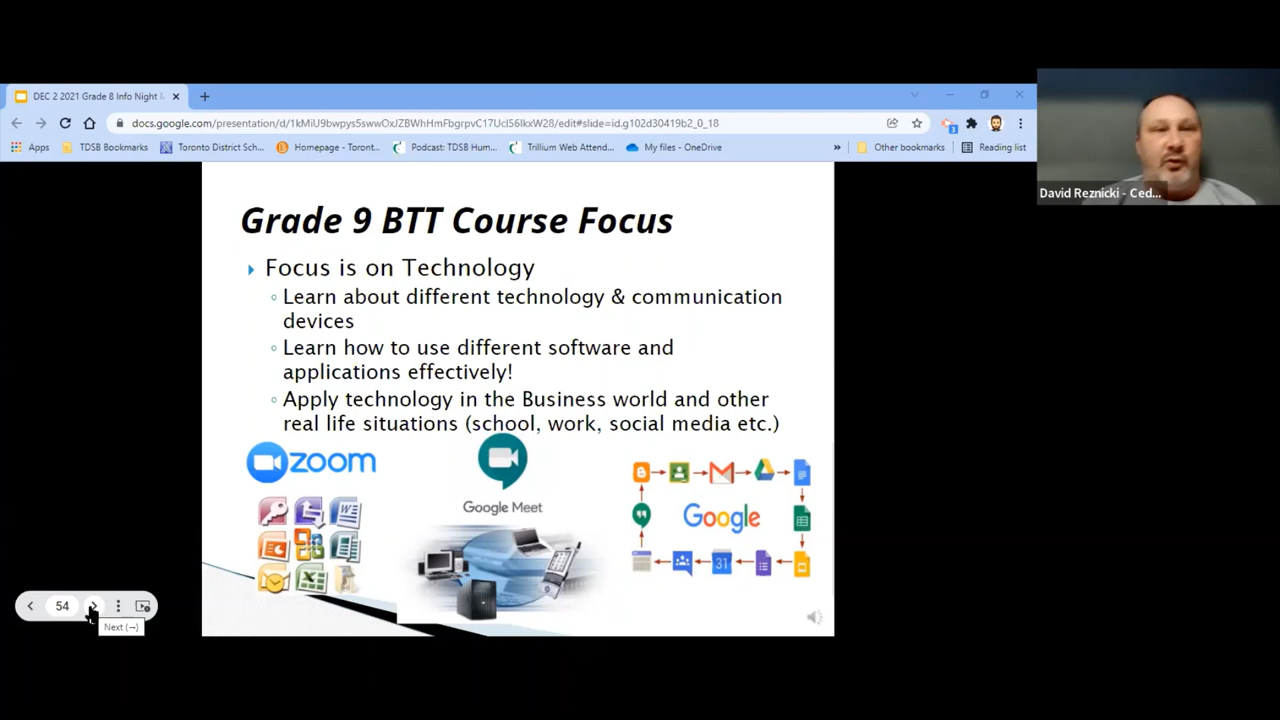 DEC 2 2021 Grade 8 Info Night
docs.google.com/presentation/d/1kMiU9bwpys5swwOxJZBWhHmFbgrpvC17UcI56IkxW28/edit#slide=id.g102d30419b2_0_18
3
Apps
TDSB Bookmarks
Toronto District Sch...
Homepage - Toront...
Podcast: TDSB Hum...
Trillium Web Attend...
My files - OneDrive
»
Other bookmarks
Reading list
David Reznicki - Ced...
Grade 9 BTT Course Focus
Focus is on Technology
Learn about different technology & communication
devices
Learn how to use different software and
applications effectively!
Apply technology in the Business world and other
real life situations (school, work, social media etc.)
zoom
Google Meet
Google
31
54
Next (→)